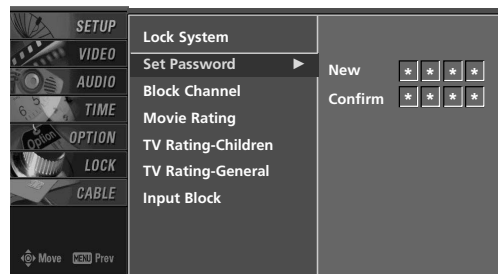 SETUP
VIDEO
AUDIO
TIME
OPTION
LOCK
CABLE
Move MENU Prev
Lock System
Set Password ►
Block Channel
Movie Rating
TV Rating-Children
TV Rating-General
Input Block
New * * * *
Confirm * * * *